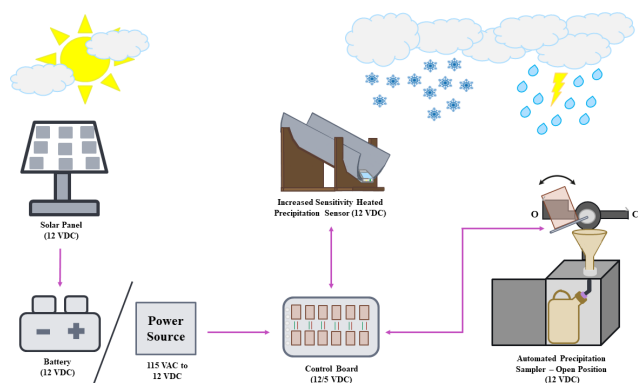 Solar Panel
(12 VDC)
Increased Sensitivity Heated
Precipitation Sensor (12 VDC)
O
C
Battery
(12 VDC)
Power
Source
115 VAC to
12 VDC
Control Board
(12/5 VDC)
Automated Precipitation
Sampler – Open Position
(12 VDC)